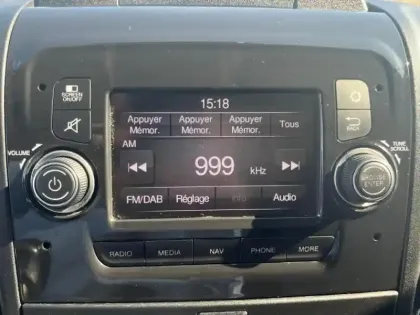 15:18
SCREEN
ON/OFF
Appuyer Appuyer Appuyer Tous
Mémor. Mémor. Mémor.
AM
BACK
VOLUME
TUNE
SCROLL
999 kHz
BROWSE
ENTER
FM/DAB Réglage Info Audio
RADIO MEDIA NAV PHONE MORE